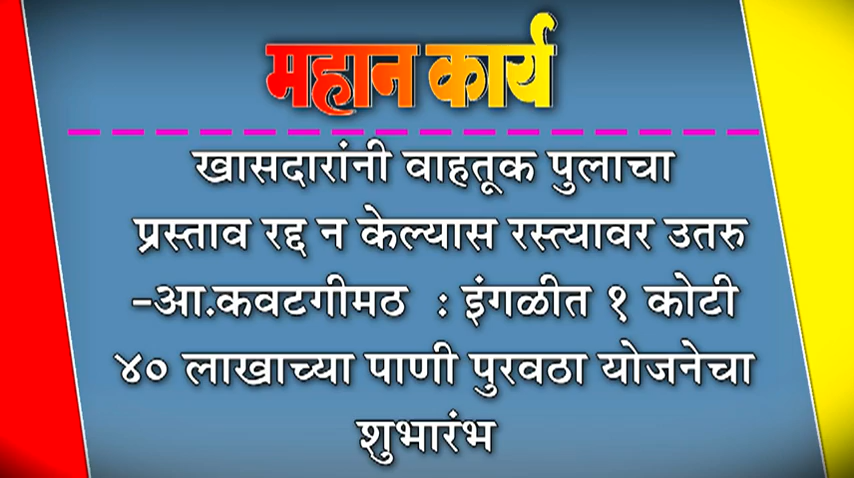 महान कार्य
खासदारांनी वाहतूक पुलाचा
प्रस्ताव रद्द न केल्यास रस्त्यावर उतरु
-आ.कवटगीमठ : इंगळीत १ कोटी
४० लाखाच्या पाणी पुरवठा योजनेचा
शुभारंभ